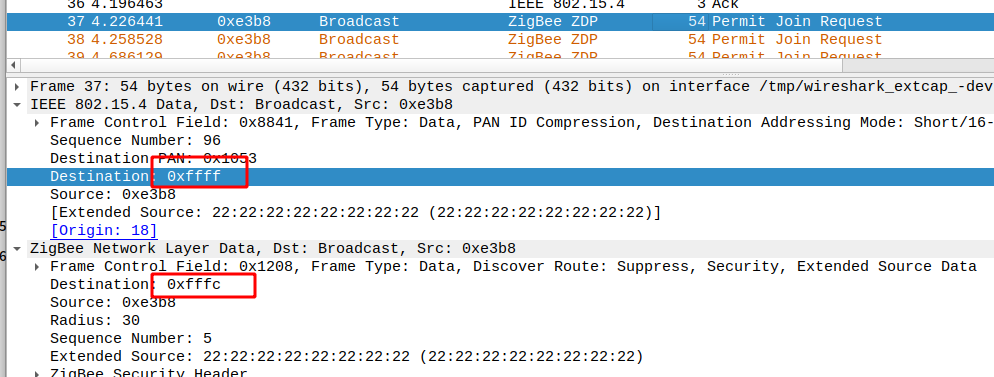 36 4.196463 IEEE 802.15.4 3 Ack
37 4.226441 0xe3b8 Broadcast ZigBee ZDP 54 Permit Join Request
38 4.258528 0xe3b8 Broadcast ZigBee ZDP 54 Permit Join Request
39 4.686129 0xe3b8 Broadcast ZigBee ZDP 54 Permit Join Request
Frame 37: 54 bytes on wire (432 bits), 54 bytes captured (432 bits) on interface /tmp/wireshark_extcap_-dev
IEEE 802.15.4 Data, Dst: Broadcast, Src: 0xe3b8
Frame Control Field: 0x8841, Frame Type: Data, PAN ID Compression, Destination Addressing Mode: Short/16-
Sequence Number: 96
Destination PAN: 0x1053
Destination: 0xffff
Source: 0xe3b8
[Extended Source: 22:22:22:22:22:22:22:22 (22:22:22:22:22:22:22:22)]
[Origin: 18]
ZigBee Network Layer Data, Dst: Broadcast, Src: 0xe3b8
Frame Control Field: 0x1208, Frame Type: Data, Discover Route: Suppress, Security, Extended Source Data
Destination: 0xfffc
Source: 0xe3b8
Radius: 30
Sequence Number: 5
Extended Source: 22:22:22:22:22:22:22:22 (22:22:22:22:22:22:22:22)
ZigBee Security Header